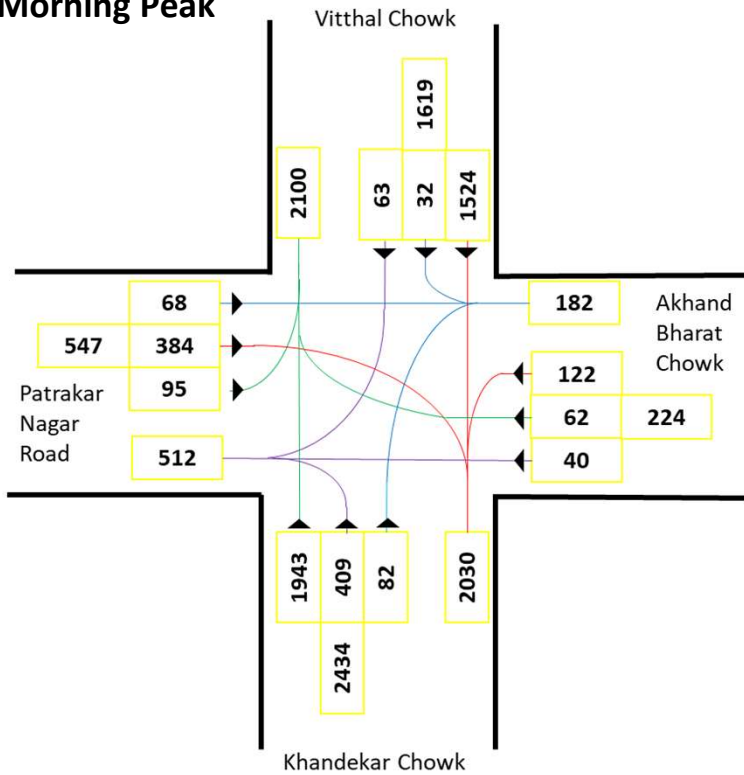 Morning Peak
Vitthal Chowk
1619
2100
63
32
1524
68
182
547
384
95
Patrakar
Nagar
Road
512
Akhand
Bharat
Chowk
122
62
224
40
1943
409
82
2030
2434
Khandekar Chowk